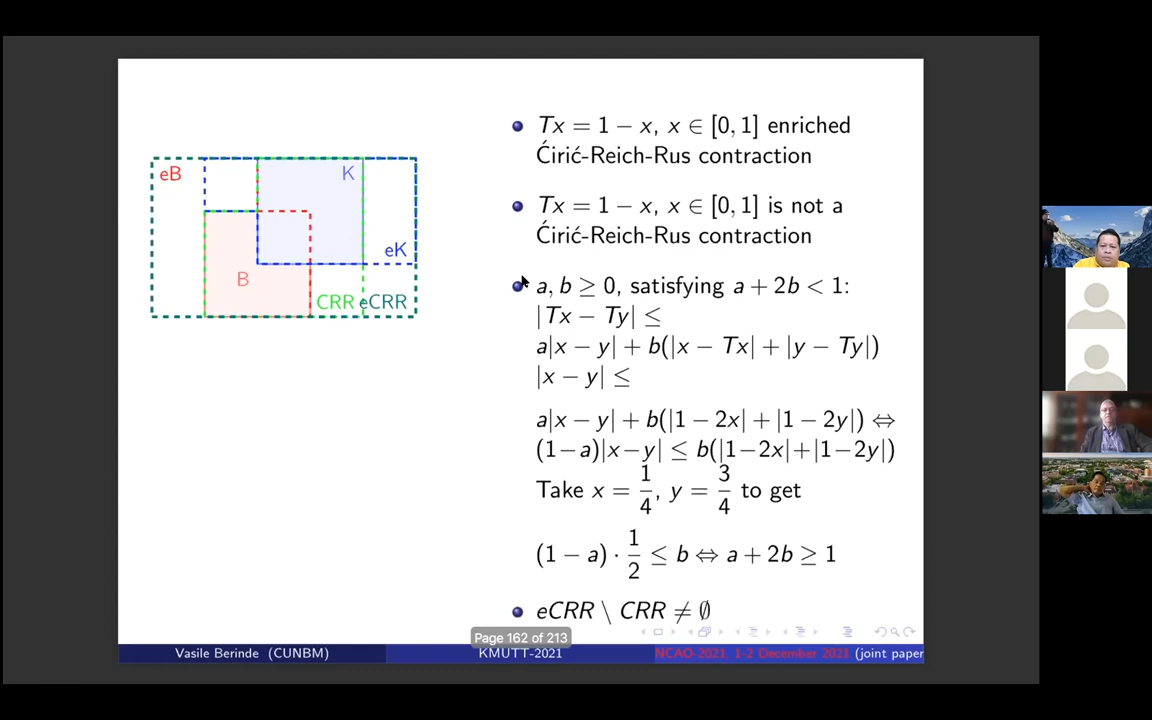 eB
K
eK
B
CRR
eCRR
Tx = 1 − x, x ∈ [0, 1] enriched
Ćirić-Reich-Rus contraction
Tx = 1 − x, x ∈ [0, 1] is not a
Ćirić-Reich-Rus contraction
a, b ≥ 0, satisfying a + 2b < 1:
|Tx − Ty| ≤
a|x − y| + b(|x − Tx| + |y − Ty|)
|x − y| ≤
a|x − y| + b(|1 − 2x| + |1 − 2y|) ⇔
(1−a)|x−y| ≤ b(|1−2x|+|1−2y|)
Take x = 1/4, y = 3/4 to get
(1 − a) · 1/2 ≤ b ⇔ a + 2b ≥ 1
eCRR \ CRR ≠ ∅
Page 162 of 213
Vasile Berinde (CUNBM)
KMUTT-2021
NCAO-2021, 1-2 December 2021 (joint paper